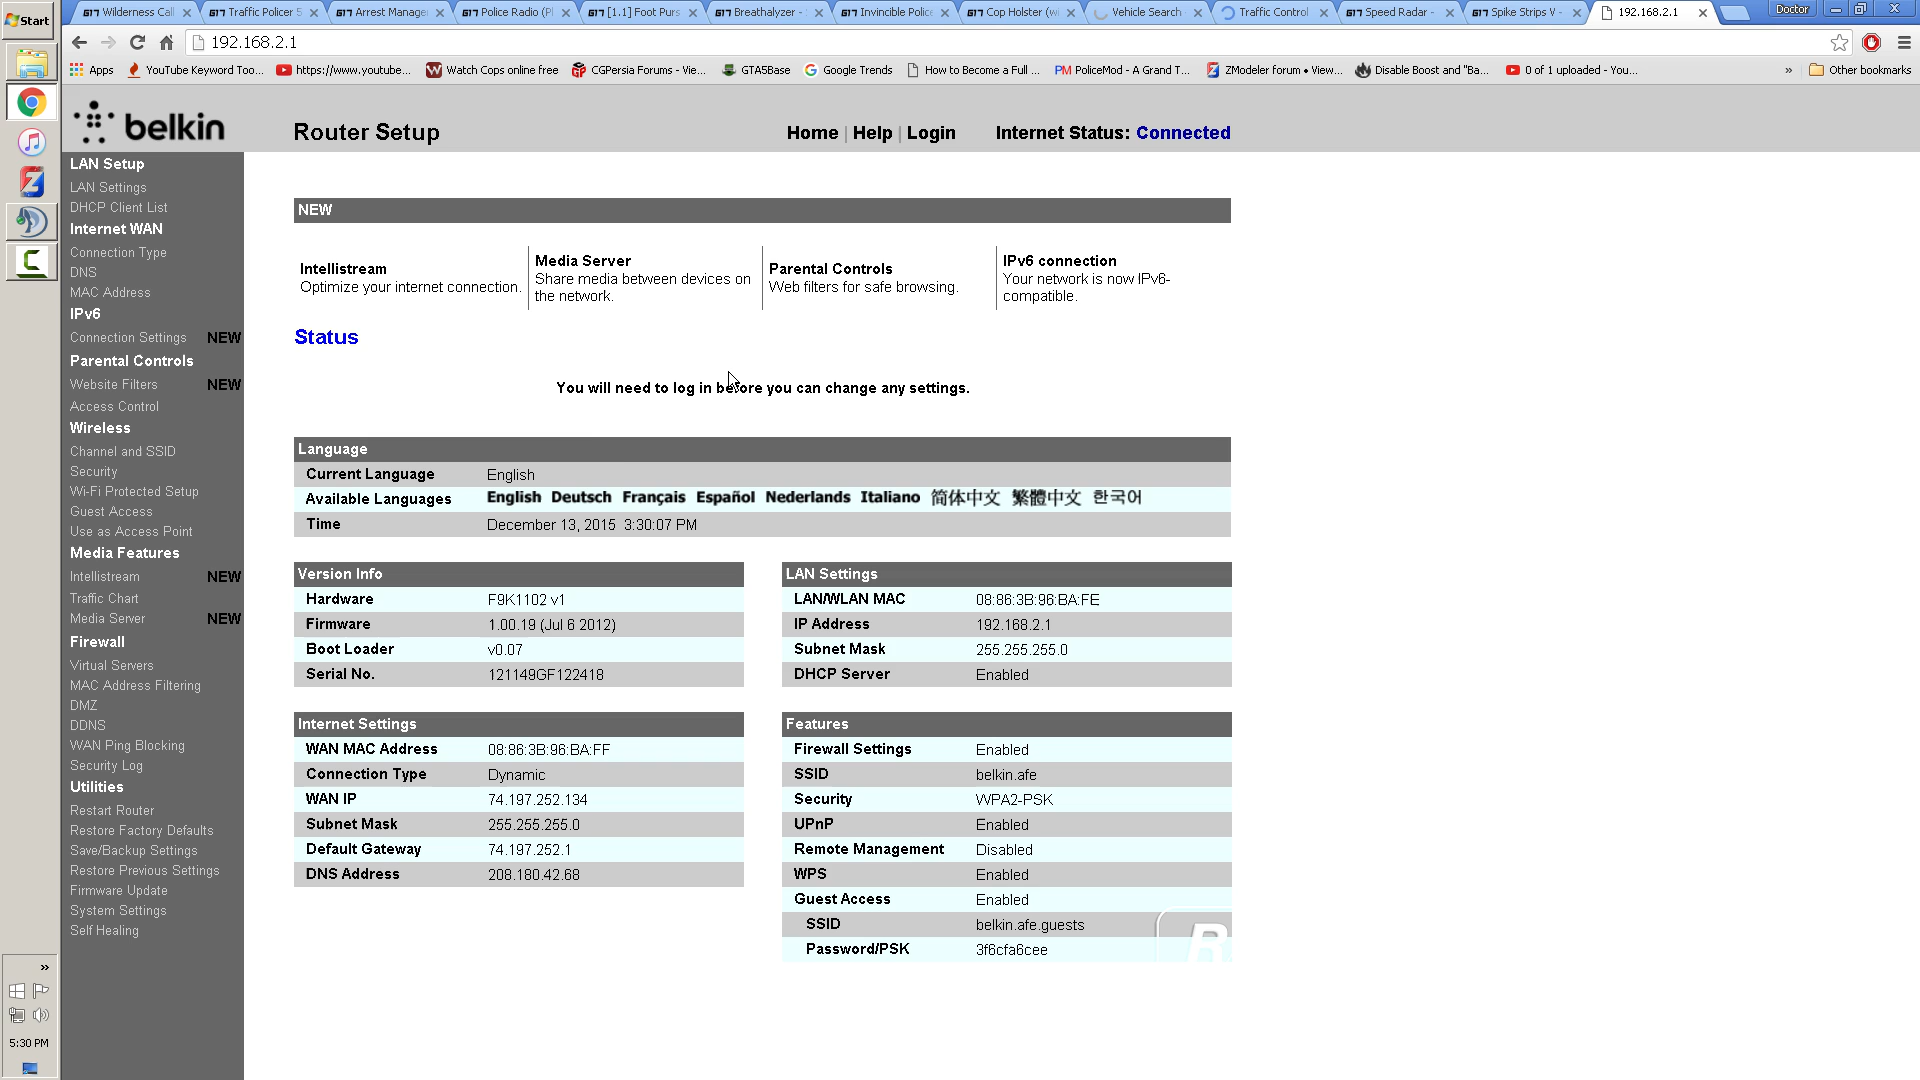 Start
Wilderness Call
Traffic Policer 5
Arrest Manage
Police Radio (Pl
[1.1] Foot Purs
Breathalyzer -
Invincible Police
Cop Holster (wi
Vehicle Search -
Traffic Control
Speed Radar -
Spike Strips V -
192.168.2.1
Doctor
192.168.2.1
Apps
YouTube Keyword Too...
https://www.youtube...
Watch Cops online free
CGPersia Forums - Vie...
GTA5Base
Google Trends
How to Become a Full ...
PM PoliceMod - A Grand T...
ZModeler forum • View...
Disable Boost and "Ba...
0 of 1 uploaded - You...
»
Other bookmarks
belkin
Router Setup
Home | Help | Login
Internet Status: Connected
LAN Setup
LAN Settings
DHCP Client List
Internet WAN
Connection Type
DNS
MAC Address
IPv6
Connection Settings NEW
Parental Controls
Website Filters NEW
Access Control
Wireless
Channel and SSID
Security
Wi-Fi Protected Setup
Guest Access
Use as Access Point
Media Features
Intellistream NEW
Traffic Chart
Media Server NEW
Firewall
Virtual Servers
MAC Address Filtering
DMZ
DDNS
WAN Ping Blocking
Security Log
Utilities
Restart Router
Restore Factory Defaults
Save/Backup Settings
Restore Previous Settings
Firmware Update
System Settings
Self Healing
NEW
Intellistream
Optimize your internet connection.
Media Server
Share media between devices on
the network.
Parental Controls
Web filters for safe browsing.
IPv6 connection
Your network is now IPv6-
compatible.
Status
You will need to log in before you can change any settings.
Language
Current Language English
Available Languages English Deutsch Français Español Nederlands Italiano 简体中文 繁體中文 한국어
Time December 13, 2015 3:30:07 PM
Version Info
Hardware F9K1102 v1
Firmware 1.00.19 (Jul 6 2012)
Boot Loader v0.07
Serial No. 121149GF122418
LAN Settings
LAN/WLAN MAC 08:86:3B:96:BA:FE
IP Address 192.168.2.1
Subnet Mask 255.255.255.0
DHCP Server Enabled
Internet Settings
WAN MAC Address 08:86:3B:96:BA:FF
Connection Type Dynamic
WAN IP 74.197.252.134
Subnet Mask 255.255.255.0
Default Gateway 74.197.252.1
DNS Address 208.180.42.68
Features
Firewall Settings Enabled
SSID belkin.afe
Security WPA2-PSK
UPnP Enabled
Remote Management Disabled
WPS Enabled
Guest Access Enabled
SSID belkin.afe.guests
Password/PSK 3f6cfa6cee
R
»
5:30 PM